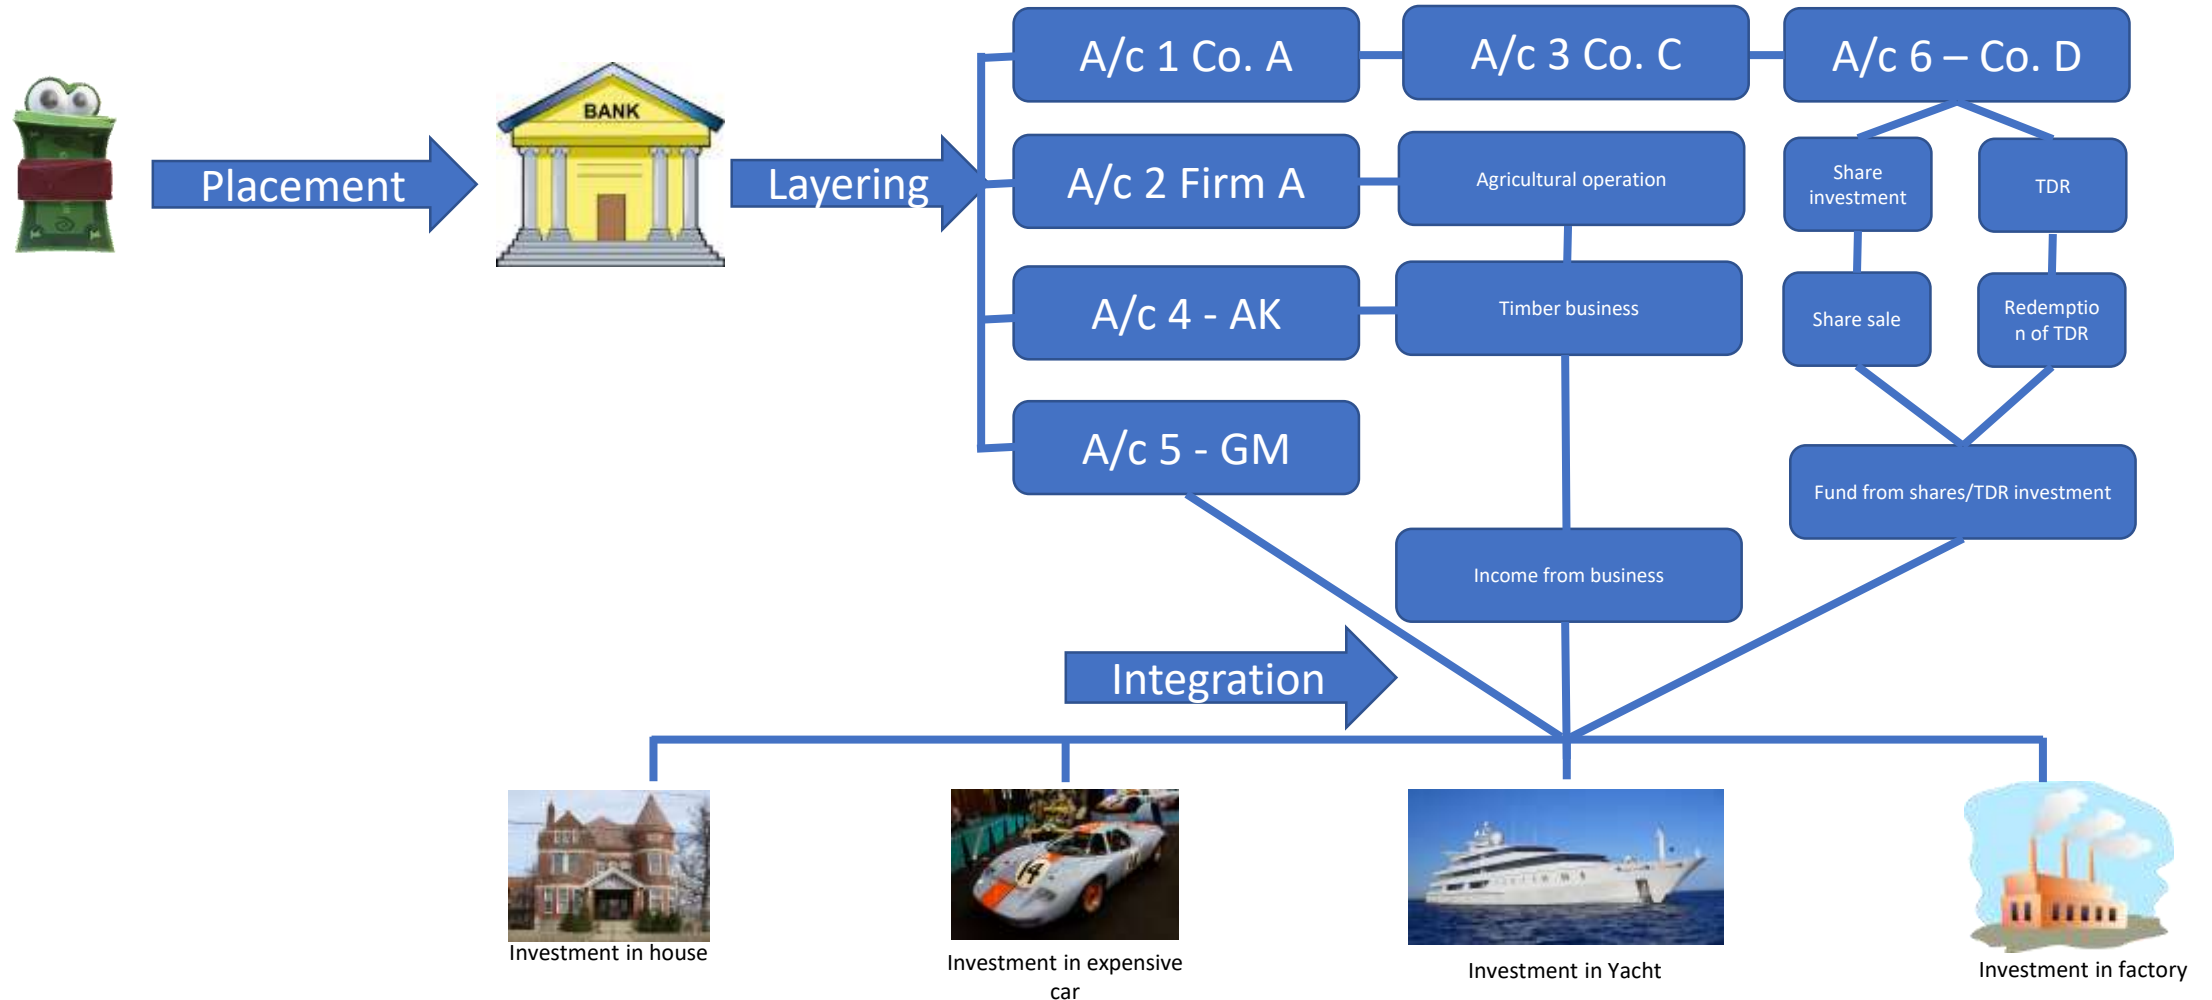 A/c 1 Co. A
A/c 3 Co. C
A/c 6 – Co. D
BANK
Placement
Layering
A/c 2 Firm A
Agricultural operation
Share
investment
TDR
A/c 4 - AK
Timber business
Share sale
Redemptio
n of TDR
A/c 5 - GM
Fund from shares/TDR investment
Income from business
Integration
14
Investment in house
Investment in expensive
car
Investment in Yacht
Investment in factory